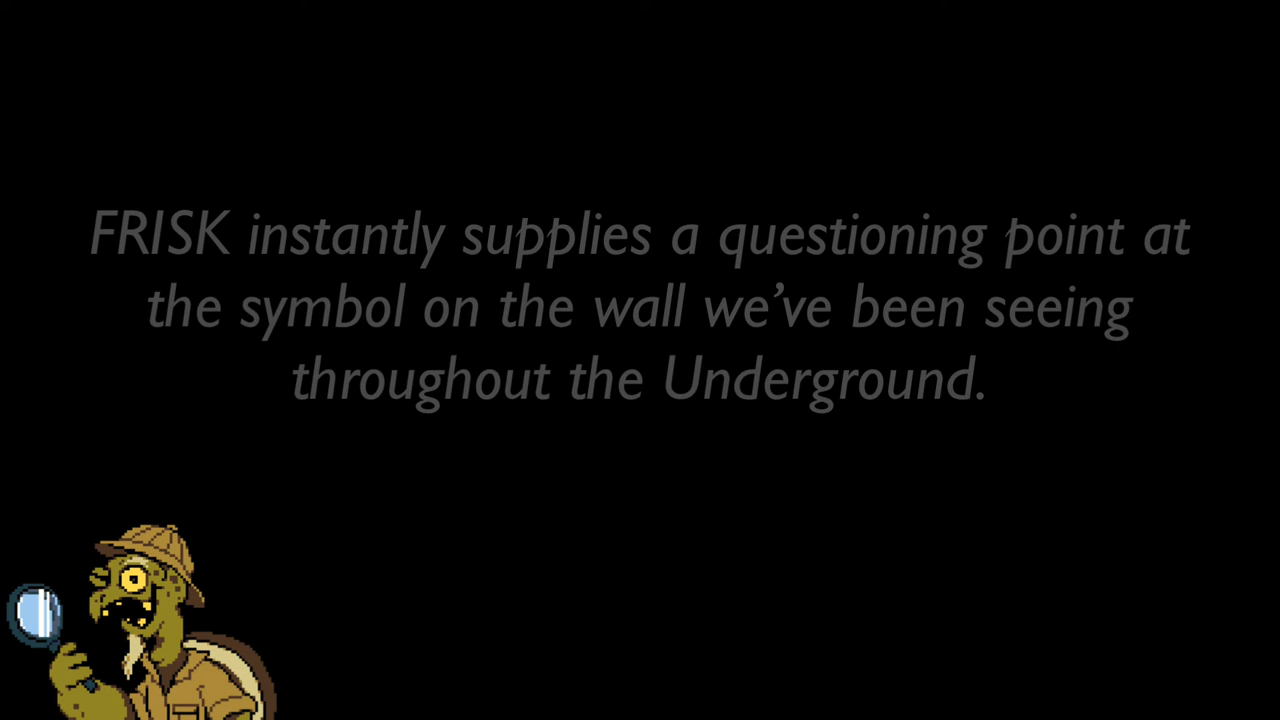 FRISK instantly supplies a questioning point at
the symbol on the wall we’ve been seeing
throughout the Underground.